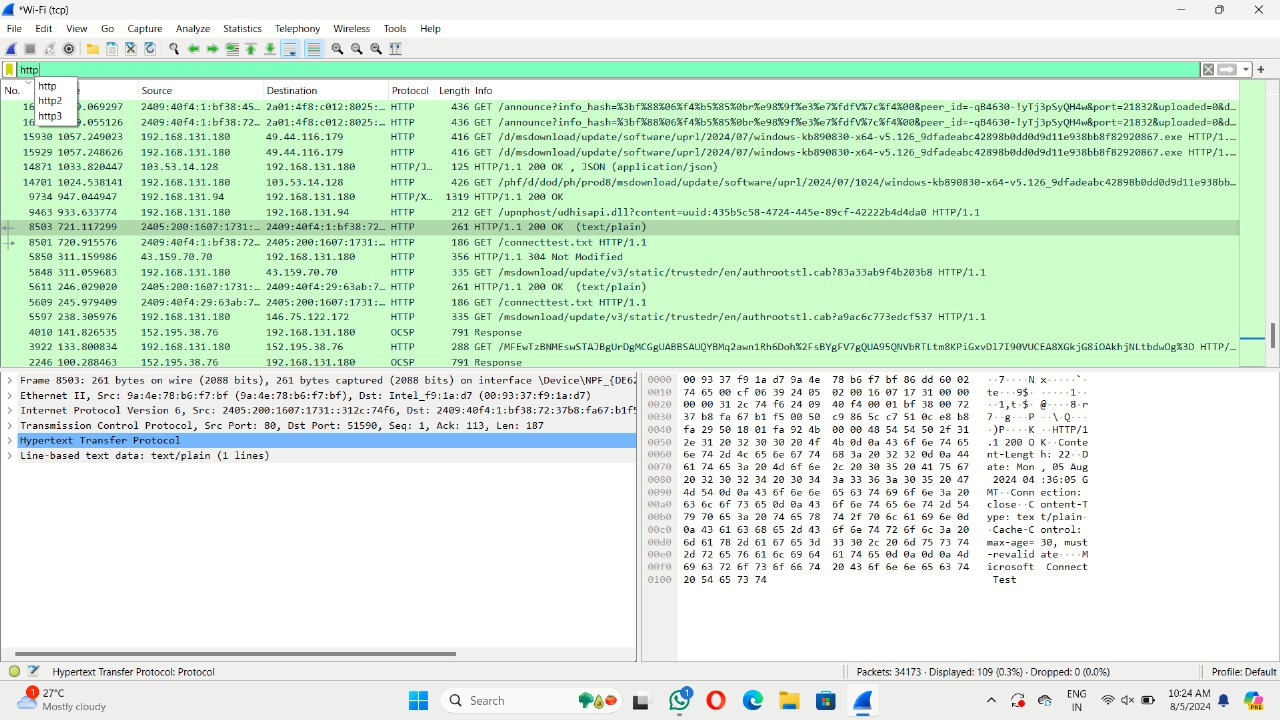 *Wi-Fi (tcp)
File Edit View Go Capture Analyze Statistics Telephony Wireless Tools Help
http
http
http2
http3
No. Source Destination Protocol Length Info
2409:40f4:1:bf38:45… 2a01:4f8:c012:8025:… HTTP 436 GET /announce?info_hash=%3bf%88%06%f4%b5%85%0br%e98%9f%e3%e7%fdfV%7c%f4%00&peer_id=-qB4630-!yTj3pSyQH4w&port=21832&uploaded=0&d…
2409:40f4:1:bf38:72… 2a01:4f8:c012:8025:… HTTP 436 GET /announce?info_hash=%3bf%88%06%f4%b5%85%0br%e98%9f%e3%e7%fdfV%7c%f4%00&peer_id=-qB4630-!yTj3pSyQH4w&port=21832&uploaded=0&d…
15930 1057.249023 192.168.131.180 49.44.116.179 HTTP 416 GET /d/msdownload/update/software/uprl/2024/07/windows-kb890830-x64-v5.126_9dfadeabc42898b0dd0d9d11e938bb8f82920867.exe HTTP/1.…
15929 1057.248626 192.168.131.180 49.44.116.179 HTTP 416 GET /d/msdownload/update/software/uprl/2024/07/windows-kb890830-x64-v5.126_9dfadeabc42898b0dd0d9d11e938bb8f82920867.exe HTTP/1.…
14871 1033.820447 103.53.14.128 192.168.131.180 HTTP/J… 125 HTTP/1.1 200 OK , JSON (application/json)
14701 1024.538141 192.168.131.180 103.53.14.128 HTTP 426 GET /phf/d/dod/ph/prod8/msdownload/update/software/uprl/2024/07/1024/windows-kb890830-x64-v5.126_9dfadeabc42898b0dd0d9d11e938bb…
9734 947.044947 192.168.131.94 192.168.131.180 HTTP/X… 1319 HTTP/1.1 200 OK
9463 933.633774 192.168.131.180 192.168.131.94 HTTP 212 GET /upnphost/udhisapi.dll?content=uuid:435b5c58-4724-445e-89cf-42222b4d4da0 HTTP/1.1
8503 721.117299 2405:200:1607:1731:… 2409:40f4:1:bf38:72… HTTP 261 HTTP/1.1 200 OK (text/plain)
8501 720.915576 2409:40f4:1:bf38:72… 2405:200:1607:1731:… HTTP 186 GET /connecttest.txt HTTP/1.1
5850 311.159986 43.159.70.70 192.168.131.180 HTTP 356 HTTP/1.1 304 Not Modified
5848 311.059683 192.168.131.180 43.159.70.70 HTTP 335 GET /msdownload/update/v3/static/trustedr/en/authrootstl.cab?83a33ab9f4b203b8 HTTP/1.1
5611 246.029020 2405:200:1607:1731:… 2409:40f4:29:63ab:7… HTTP 261 HTTP/1.1 200 OK (text/plain)
5609 245.979409 2409:40f4:29:63ab:7… 2405:200:1607:1731:… HTTP 186 GET /connecttest.txt HTTP/1.1
5597 238.305976 192.168.131.180 146.75.122.172 HTTP 335 GET /msdownload/update/v3/static/trustedr/en/authrootstl.cab?a9ac6c773edcf537 HTTP/1.1
4010 141.826535 152.195.38.76 192.168.131.180 OCSP 791 Response
3922 133.800834 192.168.131.180 152.195.38.76 HTTP 288 GET
2246 100.288463 152.195.38.76 192.168.131.180 OCSP 791 Response
Frame 8503: 261 bytes on wire (2088 bits), 261 bytes captured (2088 bits) on interface \Device\NPF_{DE62
Ethernet II, Src: 9a:4e:78:b6:f7:bf (9a:4e:78:b6:f7:bf), Dst: Intel_f9:1a:d7 (00:93:37:f9:1a:d7)
Internet Protocol Version 6, Src: 2405:200:1607:1731::312c:74f6, Dst: 2409:40f4:1:bf38:72:37b8:fa67:b1f5
Transmission Control Protocol, Src Port: 80, Dst Port: 51590, Seq: 1, Ack: 113, Len: 187
Hypertext Transfer Protocol
Line-based text data: text/plain (1 lines)
0000 00 93 37 f9 1a d7 9a 4e 78 b6 f7 bf 86 dd 60 02 ··7····N x·····`·
0010 74 65 00 cf 06 39 24 05 02 00 16 07 17 31 00 00 te···9$· ·····1··
0020 00 00 31 2c 74 f6 24 09 40 f4 00 01 bf 38 00 72 ··1,t·$· @····8·r
0030 37 b8 fa 67 b1 f5 00 50 c9 86 5c c7 51 0c e8 b8 7··g···P ··\·Q···
0040 fa 29 50 18 01 fa 92 4b 00 00 48 54 54 50 2f 31 ·)P····K ··HTTP/1
0050 2e 31 20 32 30 30 20 4f 4b 0d 0a 43 6f 6e 74 65 .1 200 O K··Conte
0060 6e 74 2d 4c 65 6e 67 74 68 3a 20 32 32 0d 0a 44 nt-Lengt h: 22··D
0070 61 74 65 3a 20 4d 6f 6e 2c 20 30 35 20 41 75 67 ate: Mon , 05 Aug
0080 20 32 30 32 34 20 30 34 3a 33 36 3a 30 35 20 47 2024 04 :36:05 G
0090 4d 54 0d 0a 43 6f 6e 6e 65 63 74 69 6f 6e 3a 20 MT··Conn ection:
00a0 63 6c 6f 73 65 0d 0a 43 6f 6e 74 65 6e 74 2d 54 close··C ontent-T
00b0 79 70 65 3a 20 74 65 78 74 2f 70 6c 61 69 6e 0d ype: tex t/plain·
00c0 0a 43 61 63 68 65 2d 43 6f 6e 74 72 6f 6c 3a 20 ·Cache-C ontrol:
00d0 6d 61 78 2d 61 67 65 3d 33 30 2c 20 6d 75 73 74 max-age= 30, must
00e0 2d 72 65 76 61 6c 69 64 61 74 65 0d 0a 0d 0a 4d -revalid ate····M
00f0 69 63 72 6f 73 6f 66 74 20 43 6f 6e 6e 65 63 74 icrosoft Connect
0100 20 54 65 73 74 Test
Hypertext Transfer Protocol: Protocol Packets: 34173 · Displayed: 109 (0.3%) · Dropped: 0 (0.0%) Profile: Default
1 27°C
Mostly cloudy
Search
1
ENG
IN
10:24 AM
8/5/2024
PRE